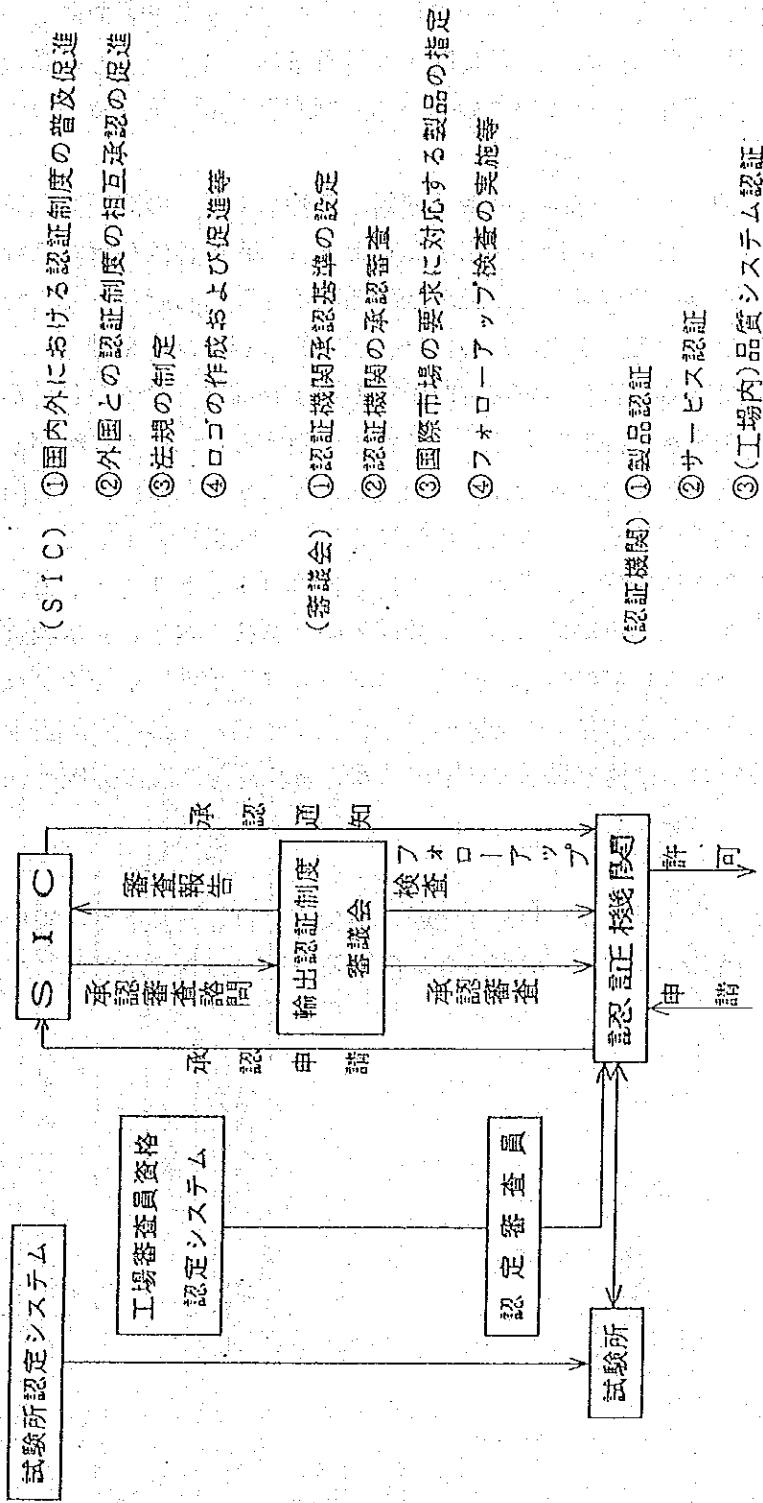 試験所認定システム
工場審査員資格
認定システム
認定審査員
試験所
SIC
承認申請
承認審査諮問
審査報告
承認通知
輸出認証制度
審議会
承認審査
フォローアップ
検査
認証機関
申請
許可
(SIC) ①国内外における認証制度の普及促進
②外国との認証制度の相互承認の促進
③法規の制定
④ロゴの作成および促進等
(審議会) ①認証機関承認基準の設定
②認証機関の承認審査
③国際市場の要求に対応する製品の指定
④フォローアップ検査の実施等
(認証機関) ①製品認証
②サービス認証
③(工場内)品質システム認証